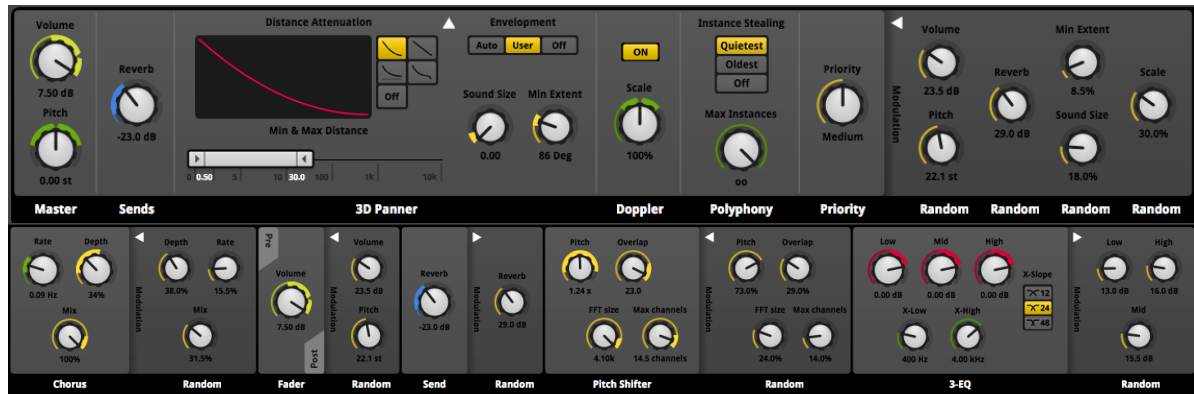 Volume
7.50 dB
Pitch
0.00 st
Reverb
-23.0 dB
Distance Attenuation
Off
Min & Max Distance
0 0.50 5 10 30.0 100 1k 10k
Envelopment
Auto User Off
Sound Size Min Extent
0.00 86 Deg
ON
Scale
100%
Instance Stealing
Quietest
Oldest
Off
Max Instances
∞
Priority
Medium
Modulation
Volume
23.5 dB
Pitch
22.1 st
Reverb
29.0 dB
Min Extent
8.5%
Sound Size
18.0%
Scale
30.0%
Master Sends 3D Panner Doppler Polyphony Priority Random Random Random Random
Rate Depth
0.09 Hz 34%
Mix
100%
Modulation
Depth Rate
38.0% 15.5%
Mix
31.5%
Pre
Volume
7.50 dB
Post
Modulation
Volume
23.5 dB
Pitch
22.1 st
Reverb
-23.0 dB
Modulation
Reverb
29.0 dB
Pitch Overlap
1.24 x 23.0
FFT size Max channels
4.10k 14.5 channels
Modulation
Pitch Overlap
73.0% 29.0%
FFT size Max channels
24.0% 14.0%
Low Mid High
0.00 dB 0.00 dB 0.00 dB
X-Low X-High
400 Hz 4.00 kHz
X-Slope
12
24
48
Modulation
Low High
13.0 dB 16.0 dB
Mid
15.5 dB
Chorus Random Fader Random Send Random Pitch Shifter Random 3-EQ Random